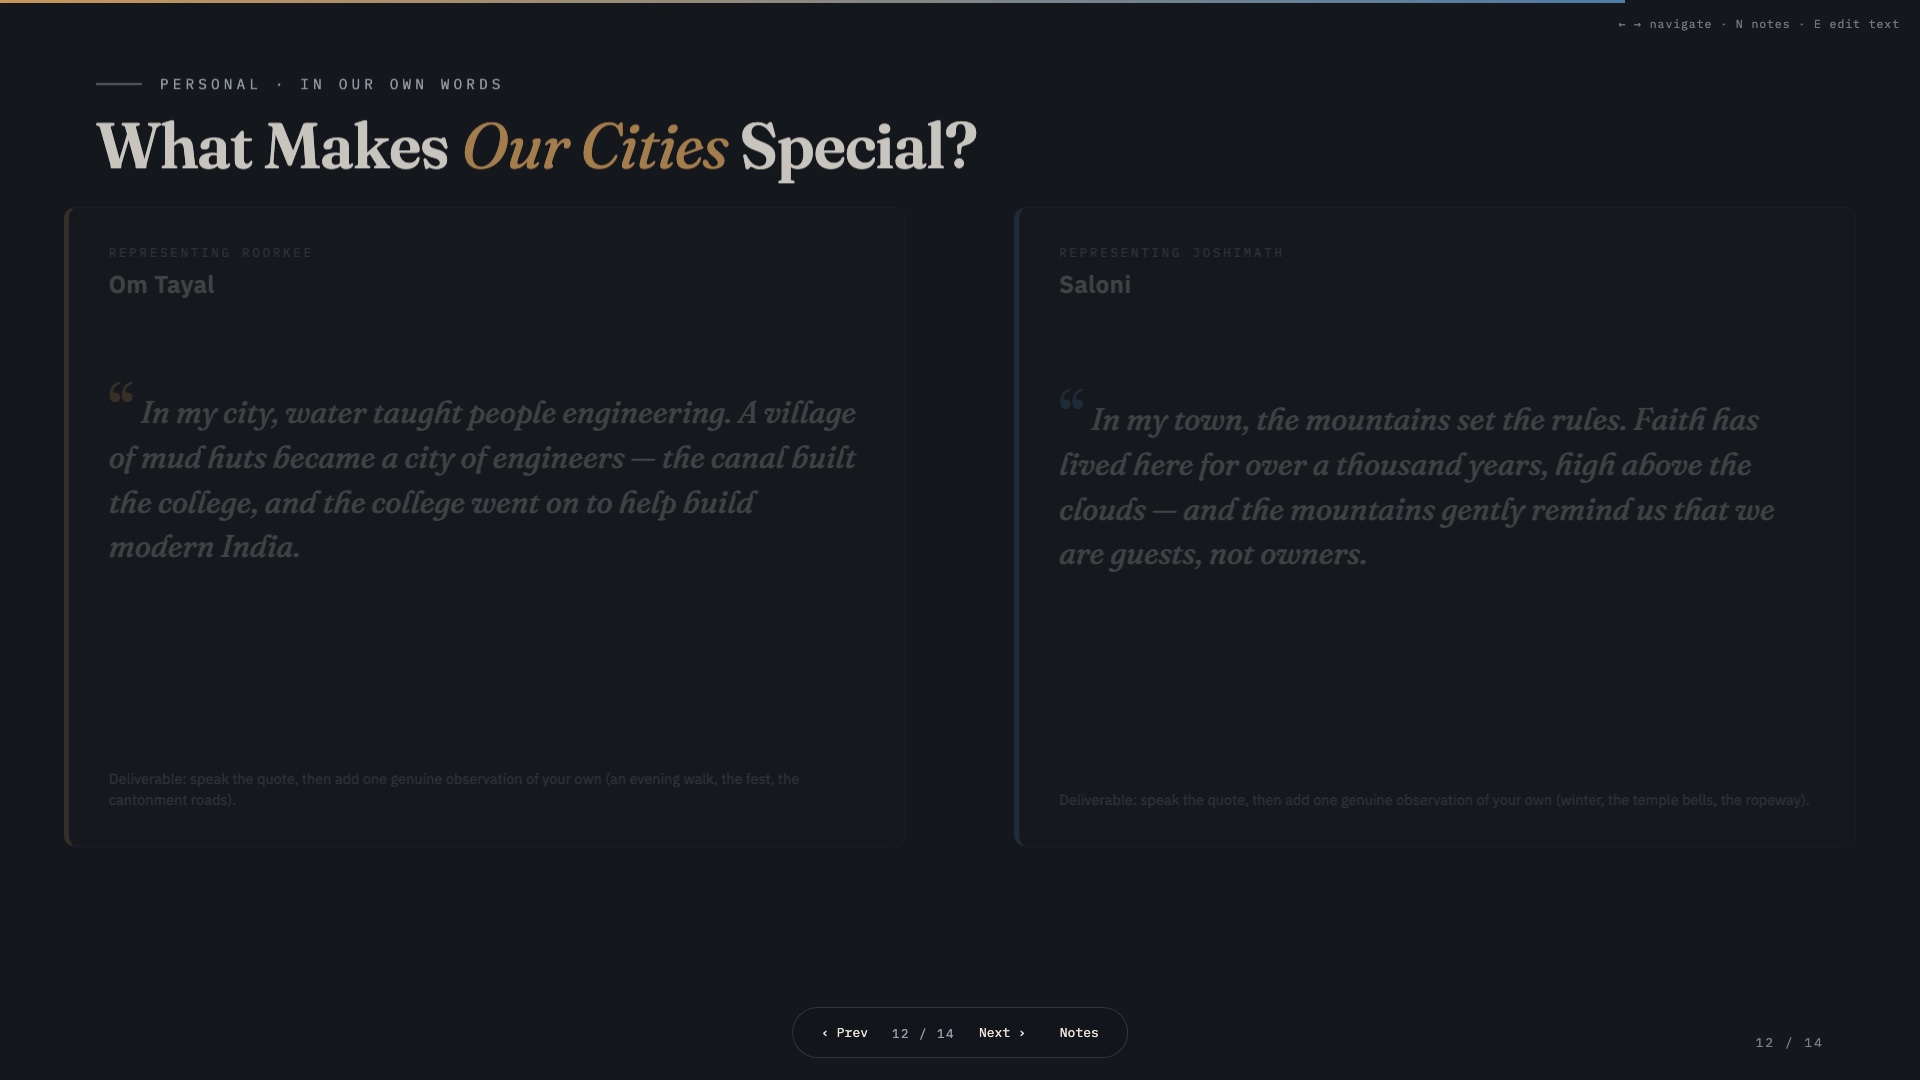 ← → navigate · N notes · E edit text
PERSONAL · IN OUR OWN WORDS
What Makes Our Cities Special?
REPRESENTING ROORKEE
Om Tayal
“ In my city, water taught people engineering. A village
of mud huts became a city of engineers — the canal built
the college, and the college went on to help build
modern India.
Deliverable: speak the quote, then add one genuine observation of your own (an evening walk, the fest, the
cantonment roads).
REPRESENTING JOSHIMATH
Saloni
“ In my town, the mountains set the rules. Faith has
lived here for over a thousand years, high above the
clouds — and the mountains gently remind us that we
are guests, not owners.
Deliverable: speak the quote, then add one genuine observation of your own (winter, the temple bells, the ropeway).
‹ Prev 12 / 14 Next › Notes
12 / 14